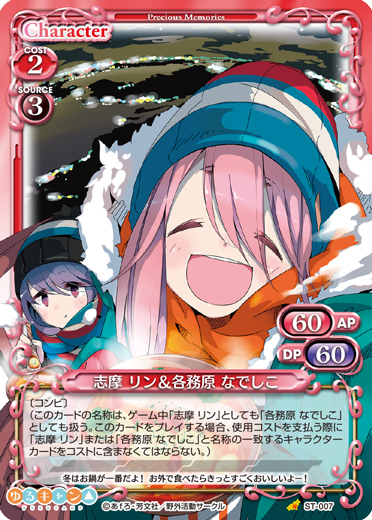 Precious Memories
Character
COST
2
SOURCE
3
60 AP
DP 60
志摩 リン&各務原 なでしこ
［コンビ］
(このカードの名称は、ゲーム中「志摩 リン」としても「各務原 なでしこ」
としても扱う。このカードをプレイする場合、使用コストを支払う際に
「志摩 リン」または「各務原 なでしこ」と名称の一致するキャラクター
カードをコストに含まなくてはならない。)
冬はお鍋が一番だよ! お外で食べたらきっとすごくおいしいよー!
ゆるキャン△
ST-007
©あfろ・芳文社／野外活動サークル